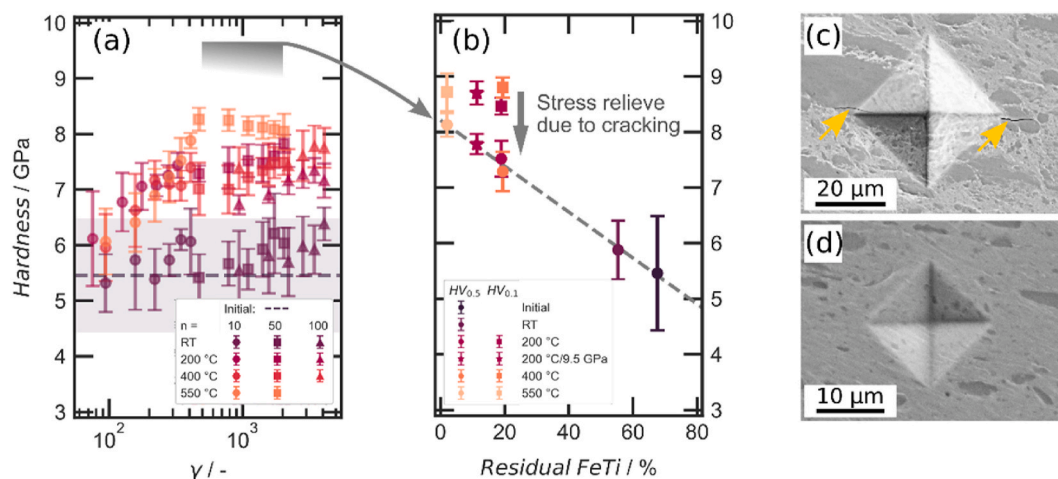 (a)
Hardness / GPa
10
9
8
7
6
5
4
3
Initial:
n = 10 50 100
RT
200 °C
400 °C
550 °C
10² 10³
γ / -
(b)
Stress relieve
due to cracking
HV0.5 HV0.1
Initial
RT
200 °C
200 °C/9.5 GPa
400 °C
550 °C
0 20 40 60 80
Residual FeTi / %
10
9
8
7
6
5
4
3
(c)
20 µm
(d)
10 µm